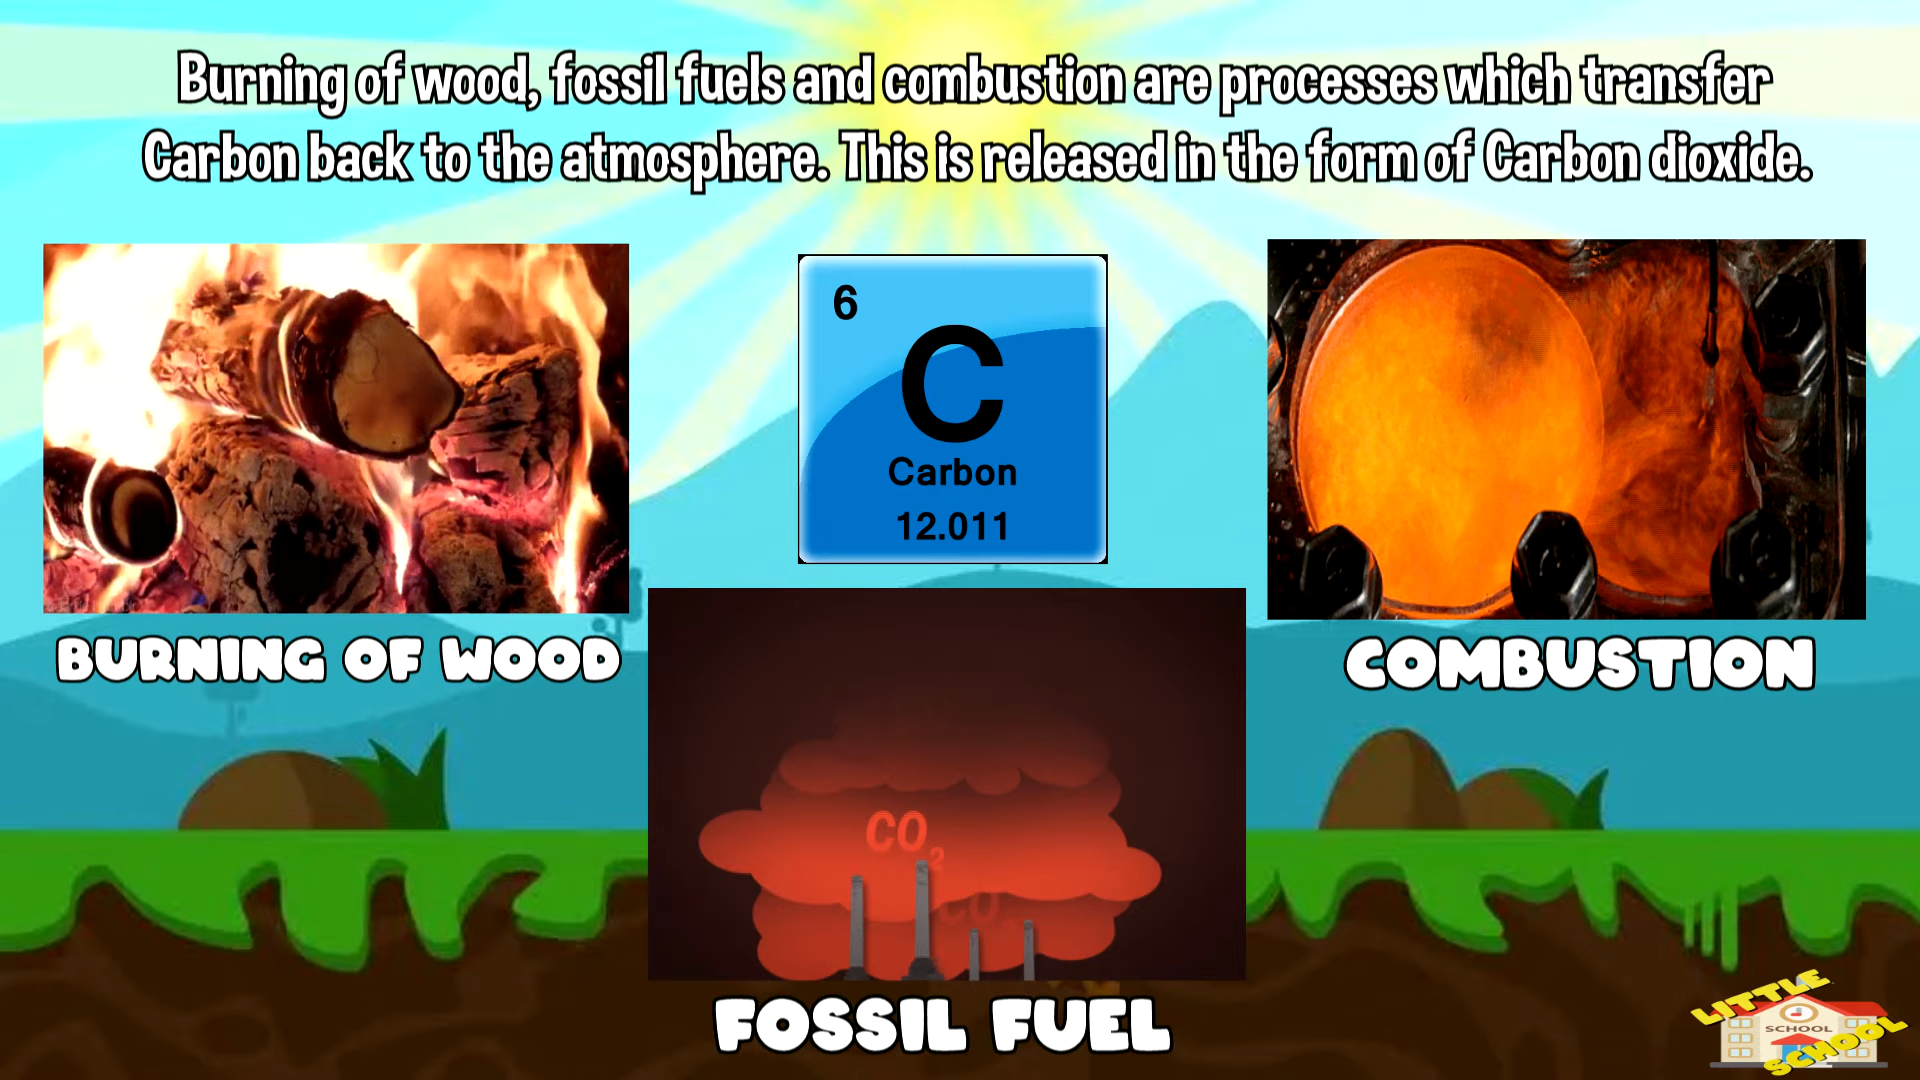 Burning of wood, fossil fuels and combustion are processes which transfer
Carbon back to the atmosphere. This is released in the form of Carbon dioxide.
6
C
Carbon
12.011
BURNING OF WOOD
COMBUSTION
CO2
CO
FOSSIL FUEL
LITTLE
SCHOOL
SCHOOL